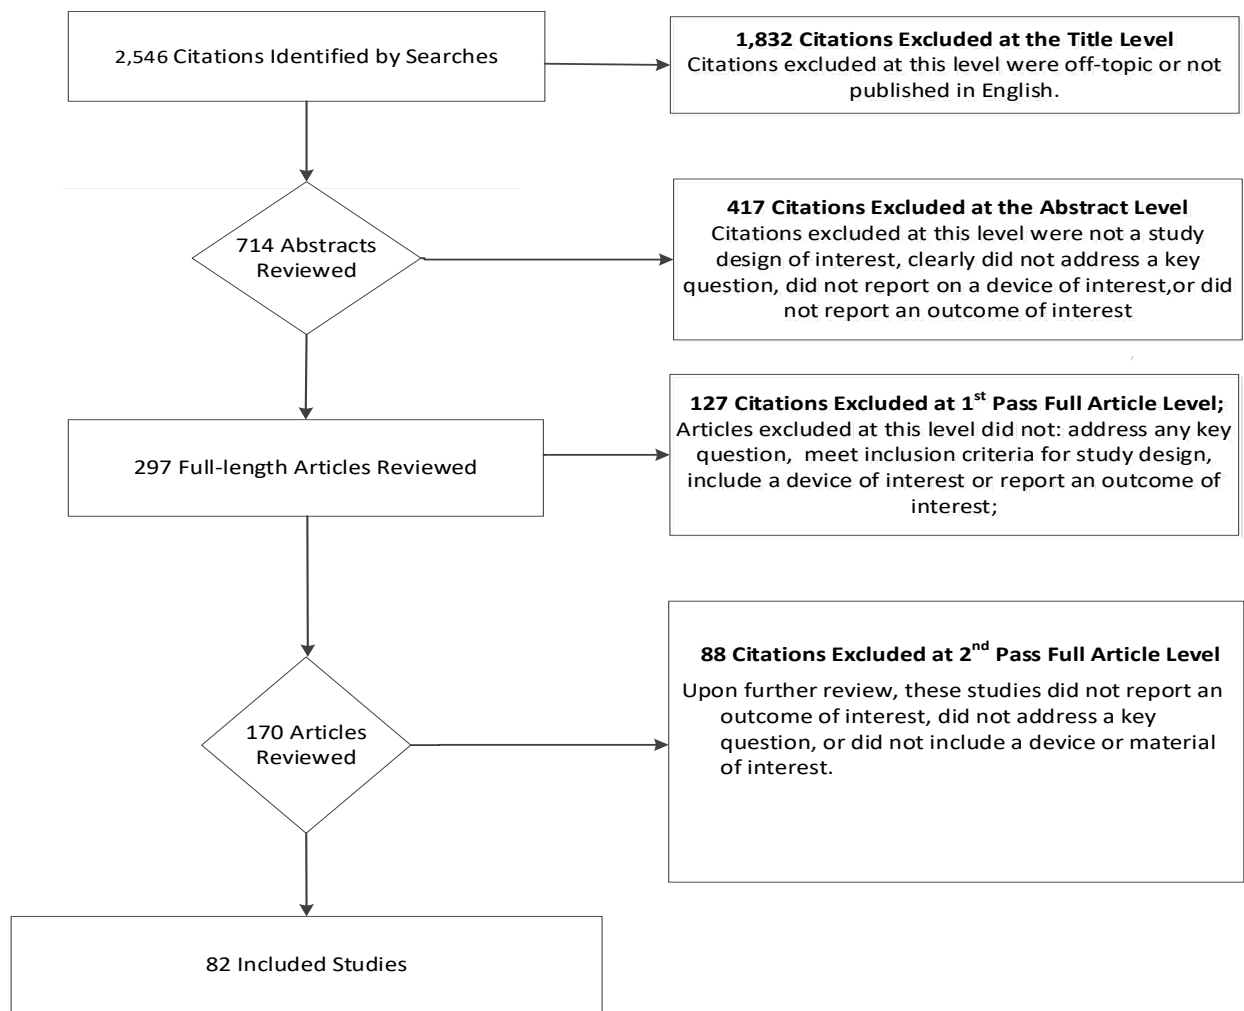 2,546 Citations Identified by Searches
1,832 Citations Excluded at the Title Level
Citations excluded at this level were off-topic or not
published in English.
714 Abstracts
Reviewed
417 Citations Excluded at the Abstract Level
Citations excluded at this level were not a study
design of interest, clearly did not address a key
question, did not report on a device of interest,or did
not report an outcome of interest
297 Full-length Articles Reviewed
127 Citations Excluded at 1st Pass Full Article Level;
Articles excluded at this level did not: address any key
question, meet inclusion criteria for study design,
include a device of interest or report an outcome of
interest;
170 Articles
Reviewed
88 Citations Excluded at 2nd Pass Full Article Level
Upon further review, these studies did not report an
outcome of interest, did not address a key
question, or did not include a device or material
of interest.
82 Included Studies